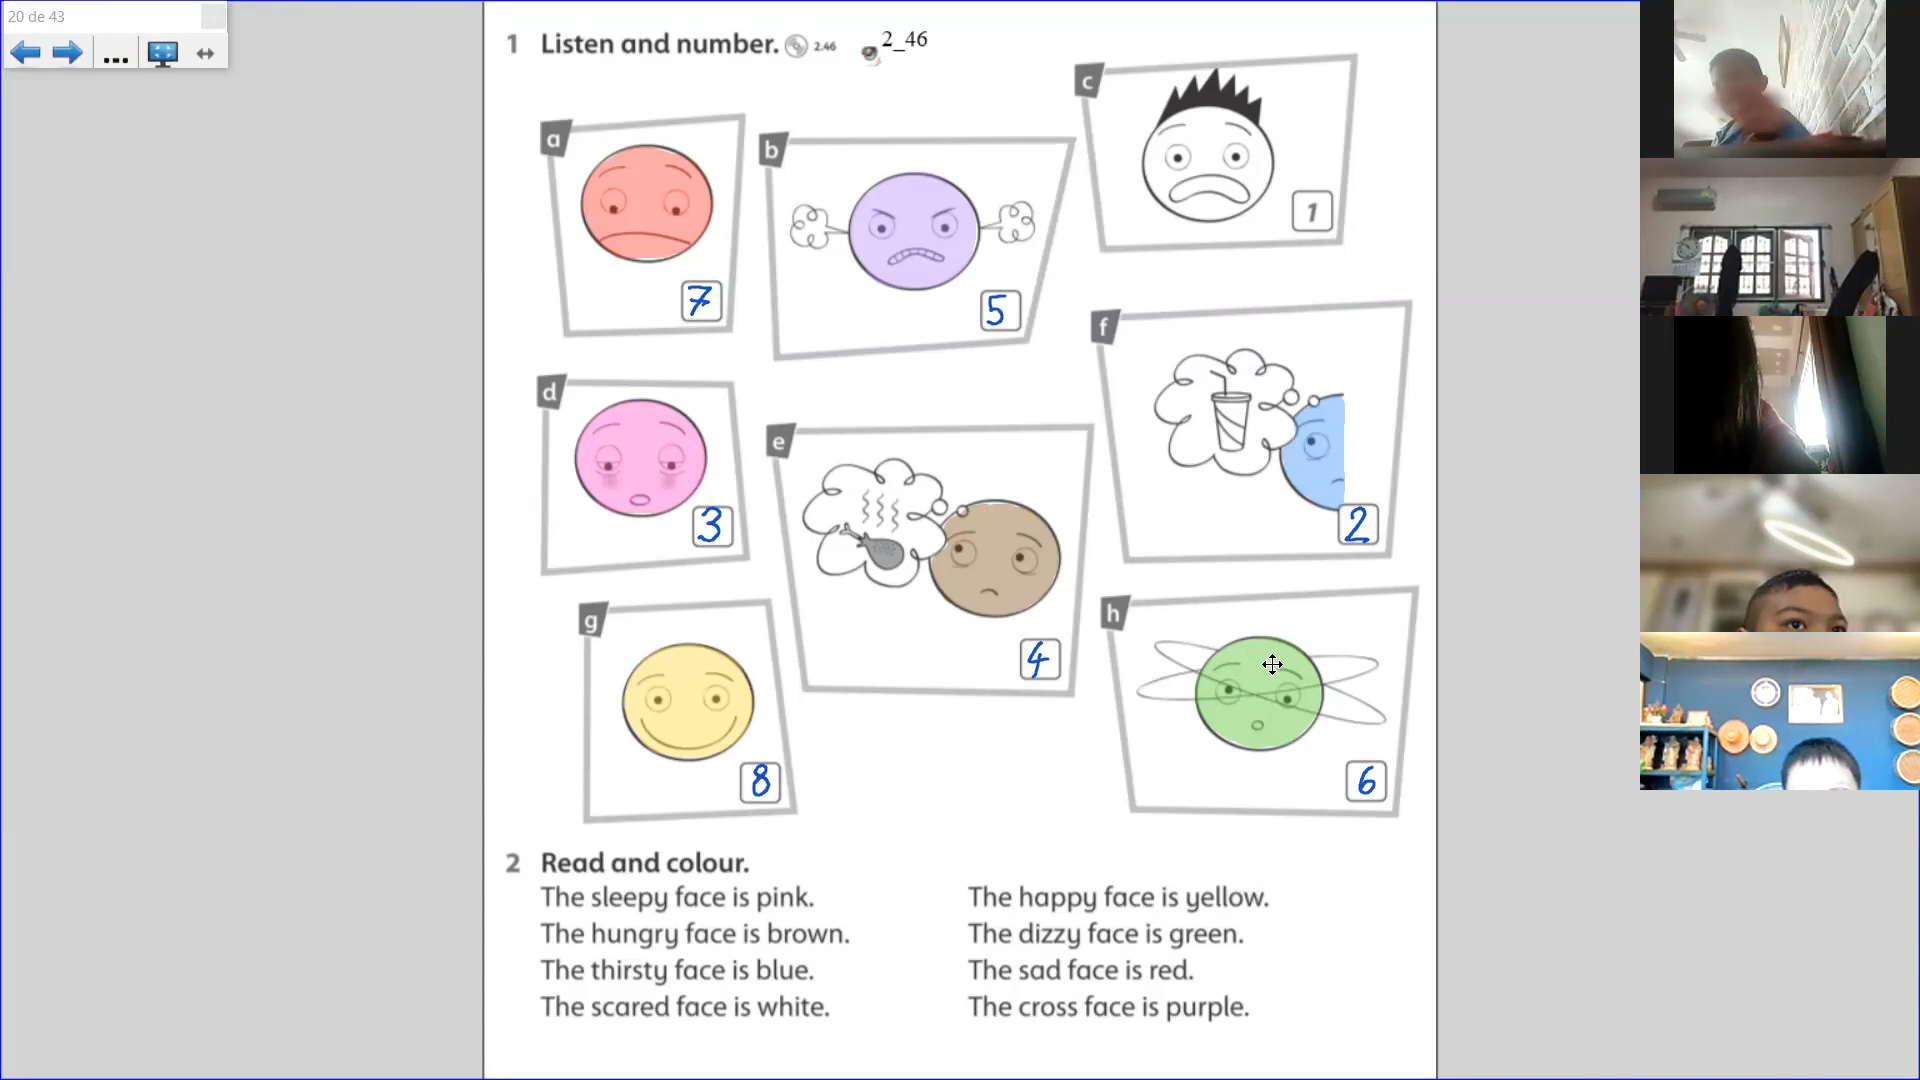 20 de 43
...
1 Listen and number. 2.46 2_46
a
7
b
5
c
1
d
3
e
4
f
2
g
8
h
6
2 Read and colour.
The sleepy face is pink.
The hungry face is brown.
The thirsty face is blue.
The scared face is white.
The happy face is yellow.
The dizzy face is green.
The sad face is red.
The cross face is purple.